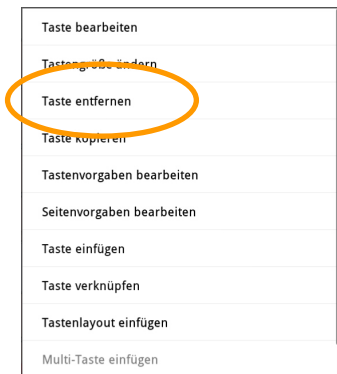 Taste bearbeiten
Tastengröße ändern
Taste entfernen
Taste kopieren
Tastenvorgaben bearbeiten
Seitenvorgaben bearbeiten
Taste einfügen
Taste verknüpfen
Tastenlayout einfügen
Multi-Taste einfügen